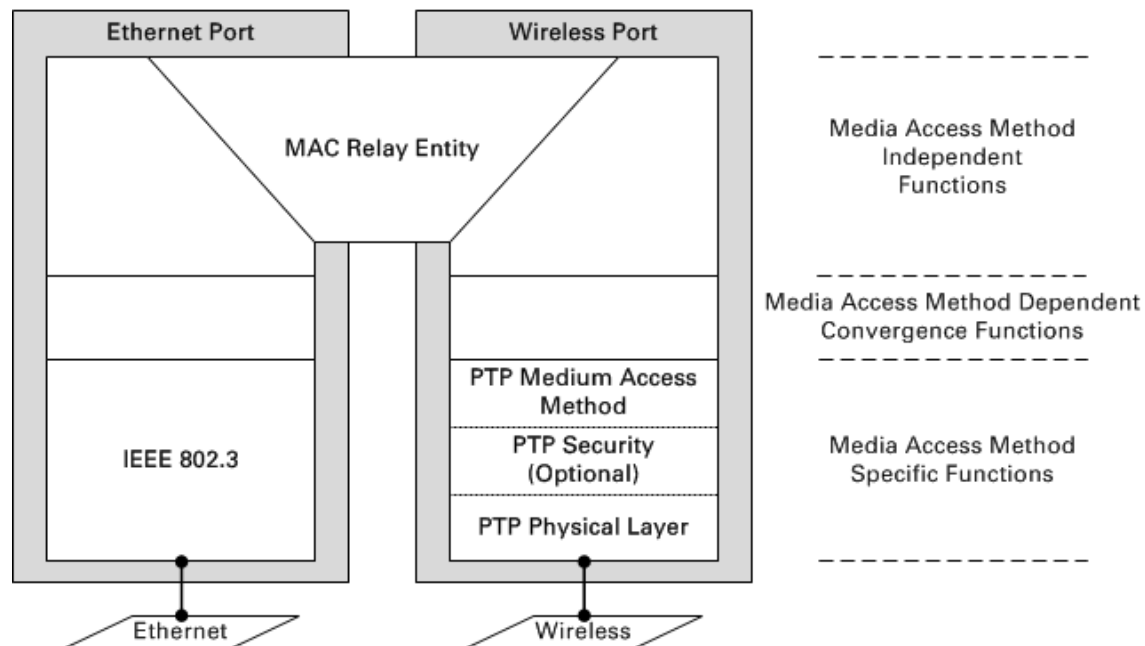 Ethernet Port
Wireless Port
MAC Relay Entity
Media Access Method
Independent
Functions
Media Access Method Dependent
Convergence Functions
IEEE 802.3
PTP Medium Access
Method
PTP Security
(Optional)
PTP Physical Layer
Media Access Method
Specific Functions
Ethernet
Wireless